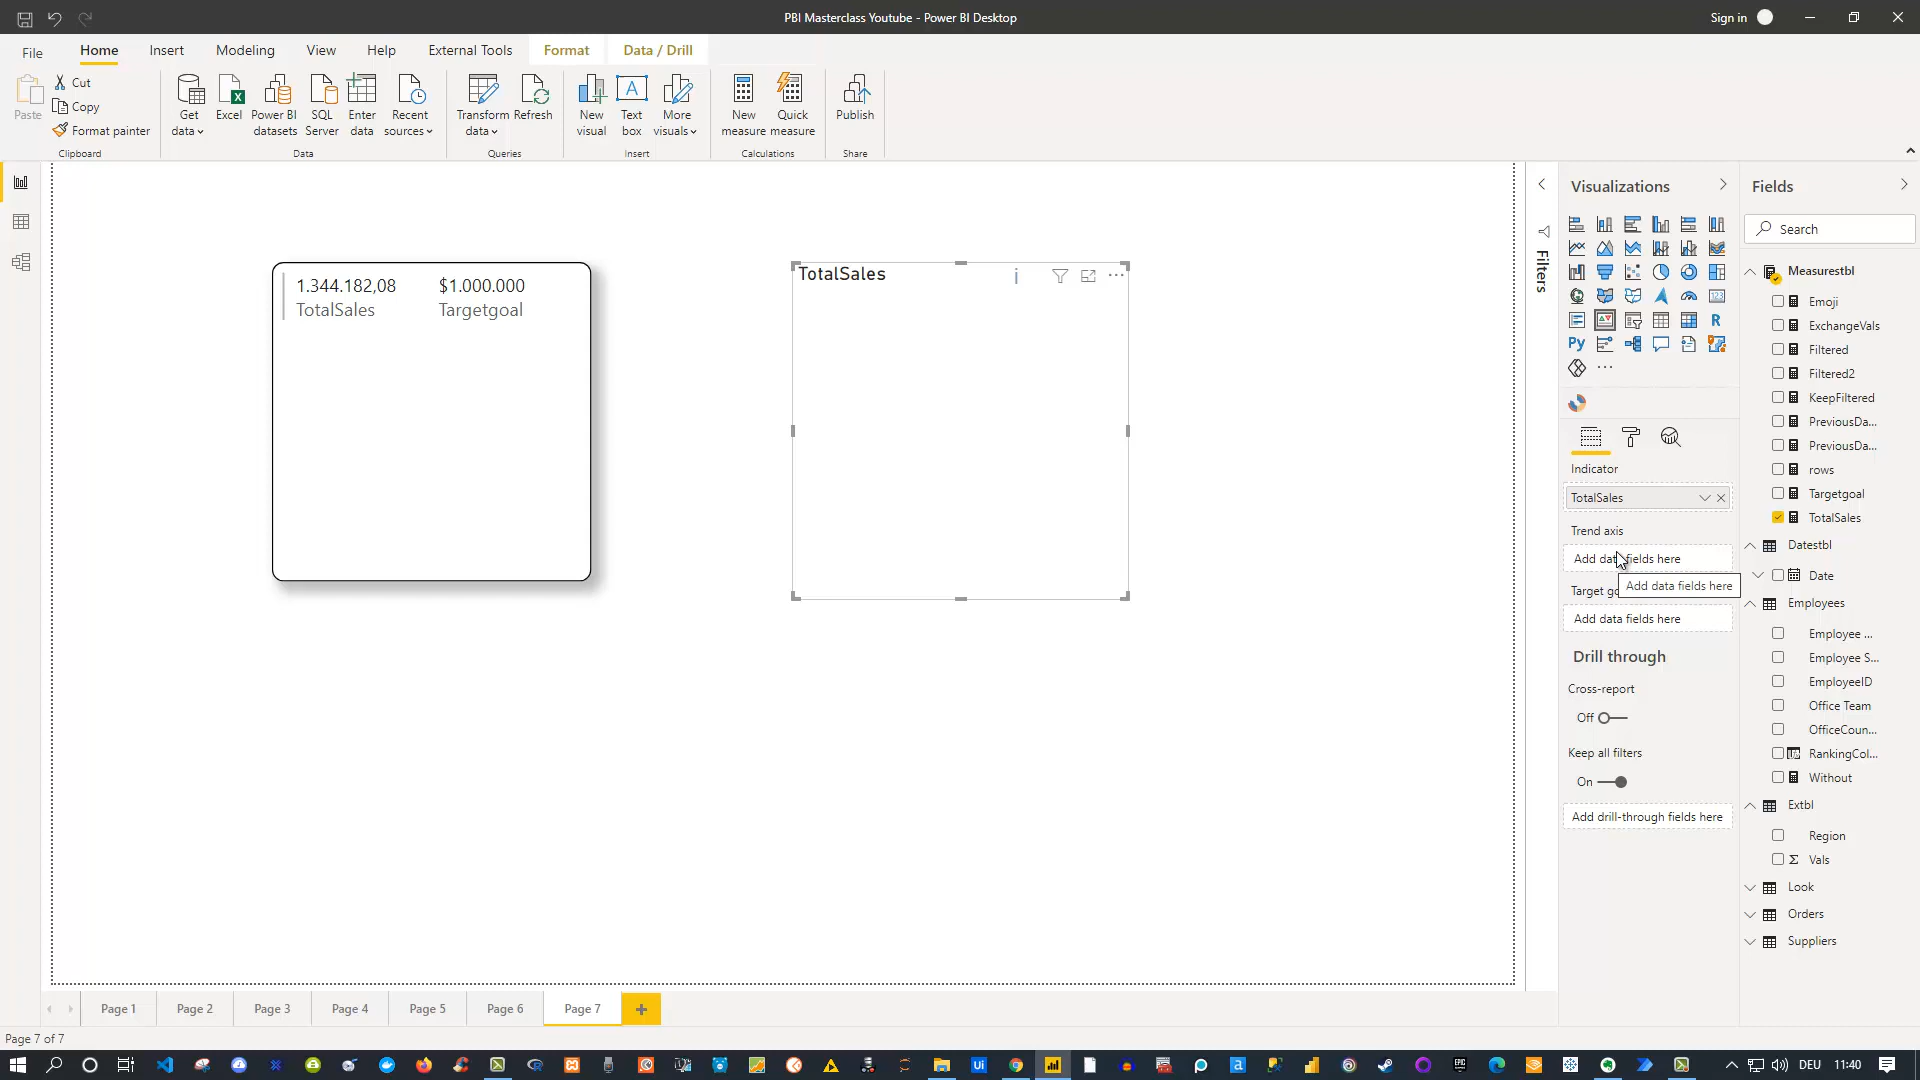 PBI Masterclass Youtube - Power BI Desktop
Sign in
File
Home
Insert
Modeling
View
Help
External Tools
Format
Data / Drill
Paste
Cut
Copy
Format painter
Clipboard
Get data
Excel
Power BI datasets
SQL Server
Enter data
Recent sources
Data
Transform data
Refresh
Queries
New visual
Text box
More visuals
Insert
New measure
Quick measure
Calculations
Publish
Share
1.344.182,08
TotalSales
$1.000.000
Targetgoal
TotalSales
Filters
Visualizations
R
Py
Indicator
TotalSales
Trend axis
Add data fields here
Add data fields here
Target go
Add data fields here
Drill through
Cross-report
Off
Keep all filters
On
Add drill-through fields here
Fields
Search
Measurestbl
Emoji
ExchangeVals
Filtered
Filtered2
KeepFiltered
PreviousDa...
PreviousDa...
rows
Targetgoal
TotalSales
Datestbl
Date
Employees
Employee ...
Employee S...
EmployeeID
Office Team
OfficeCoun...
RankingCol...
Without
Extbl
Region
Vals
Look
Orders
Suppliers
Page 1
Page 2
Page 3
Page 4
Page 5
Page 6
Page 7
Page 7 of 7
DEU
11:40